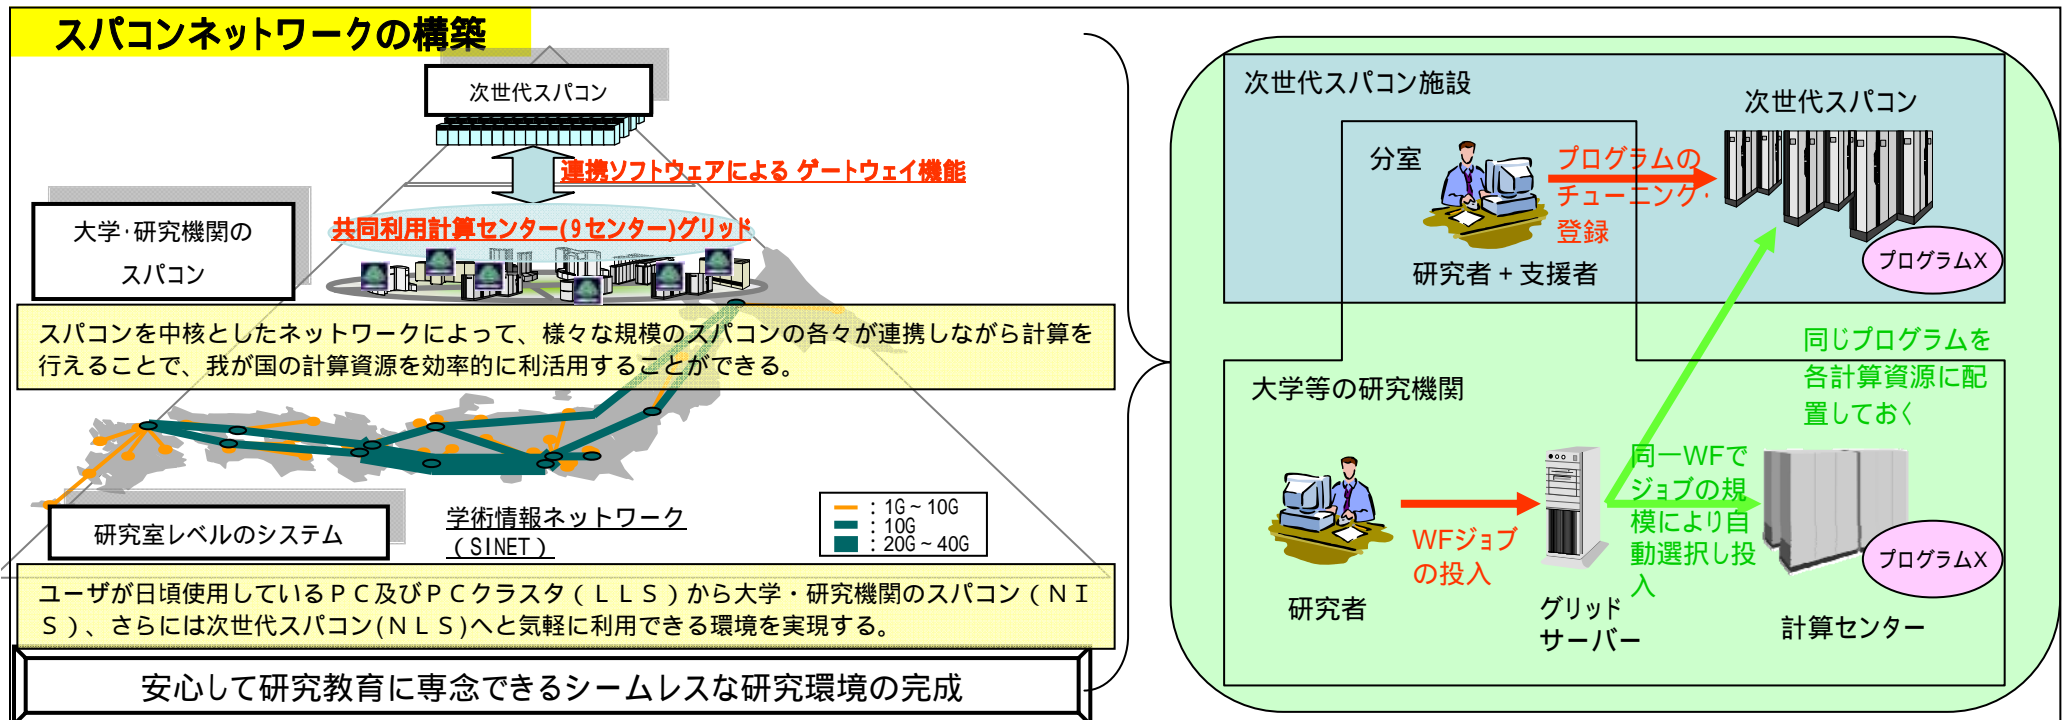 スパコンネットワークの構築
次世代スパコン
連携ソフトウェアによる ゲートウェイ機能
共同利用計算センター(9センター)グリッド
大学･研究機関の
スパコン
スパコンを中核としたネットワークによって、様々な規模のスパコンの各々が連携しながら計算を
行えることで、我が国の計算資源を効率的に利活用することができる。
研究室レベルのシステム
学術情報ネットワーク
（SINET）
：1G～10G
：10G
：20G～40G
ユーザが日頃使用しているＰＣ及びＰＣクラスタ（ＬＬＳ）から大学・研究機関のスパコン（ＮＩ
Ｓ）、さらには次世代スパコン(ＮＬＳ)へと気軽に利用できる環境を実現する。
安心して研究教育に専念できるシームレスな研究環境の完成
次世代スパコン施設
次世代スパコン
分室
プログラムの
チューニング･
登録
研究者＋支援者
プログラムX
同じプログラムを
各計算資源に配
置しておく
大学等の研究機関
同一WFで
ジョブの規
模により自
動選択し投
入
WFジョブ
の投入
研究者
グリッド
サーバー
計算センター
プログラムX